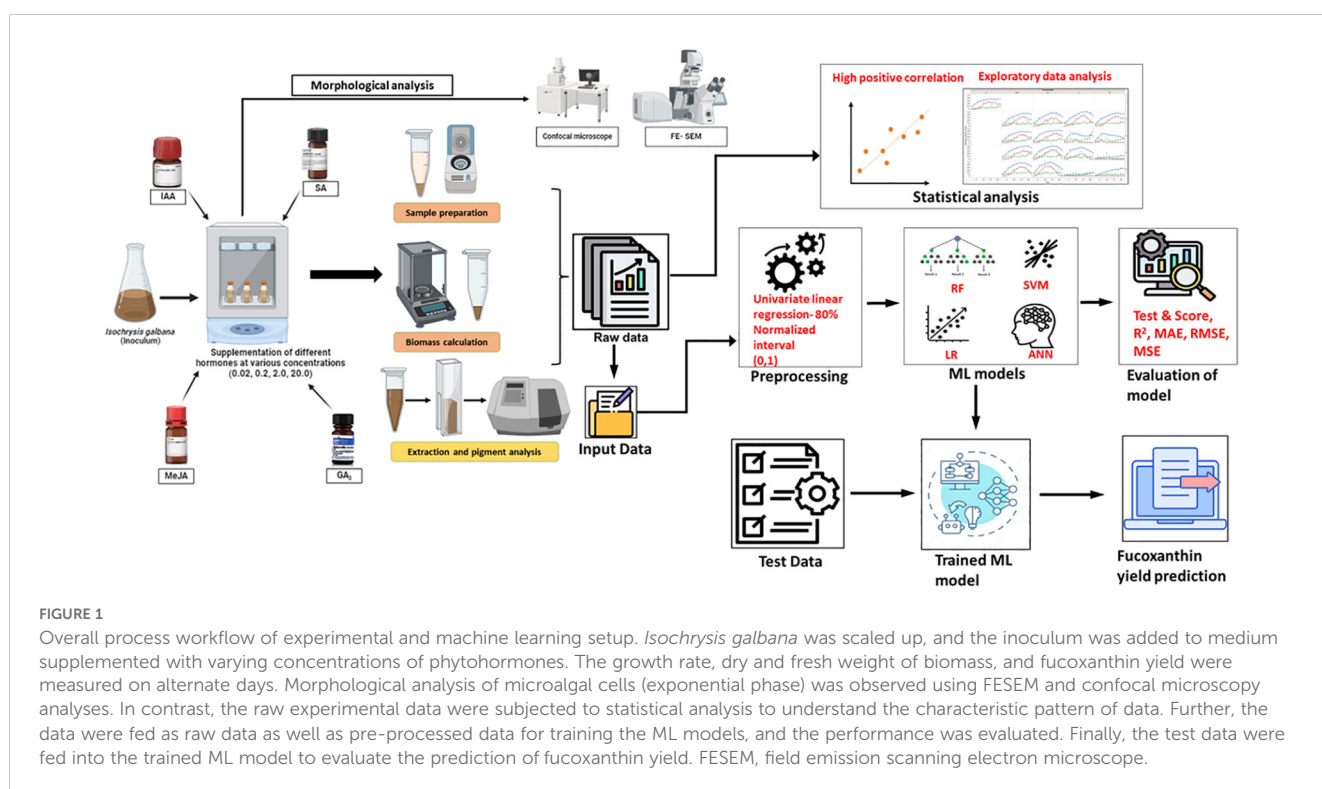 Morphological analysis
Confocal microscope
FE- SEM
High positive correlation
Exploratory data analysis
Statistical analysis
IAA
SA
Isochrysis galbana
(Inoculum)
Supplementation of different
hormones at various concentrations
(0.02, 0.2, 2.0, 20.0)
MeJA
GA3
Sample preparation
Biomass calculation
Extraction and pigment analysis
Raw data
Input Data
Univariate linear
regression- 80%
Normalized
interval
(0,1)
Preprocessing
RF
SVM
LR
ANN
ML models
Test & Score,
R², MAE, RMSE,
MSE
Evaluation of
model
Test Data
Trained ML
model
Fucoxanthin
yield prediction
FIGURE 1
Overall process workflow of experimental and machine learning setup. Isochrysis galbana was scaled up, and the inoculum was added to medium
supplemented with varying concentrations of phytohormones. The growth rate, dry and fresh weight of biomass, and fucoxanthin yield were
measured on alternate days. Morphological analysis of microalgal cells (exponential phase) was observed using FESEM and confocal microscopy
analyses. In contrast, the raw experimental data were subjected to statistical analysis to understand the characteristic pattern of data. Further, the
data were fed as raw data as well as pre-processed data for training the ML models, and the performance was evaluated. Finally, the test data were
fed into the trained ML model to evaluate the prediction of fucoxanthin yield. FESEM, field emission scanning electron microscope.